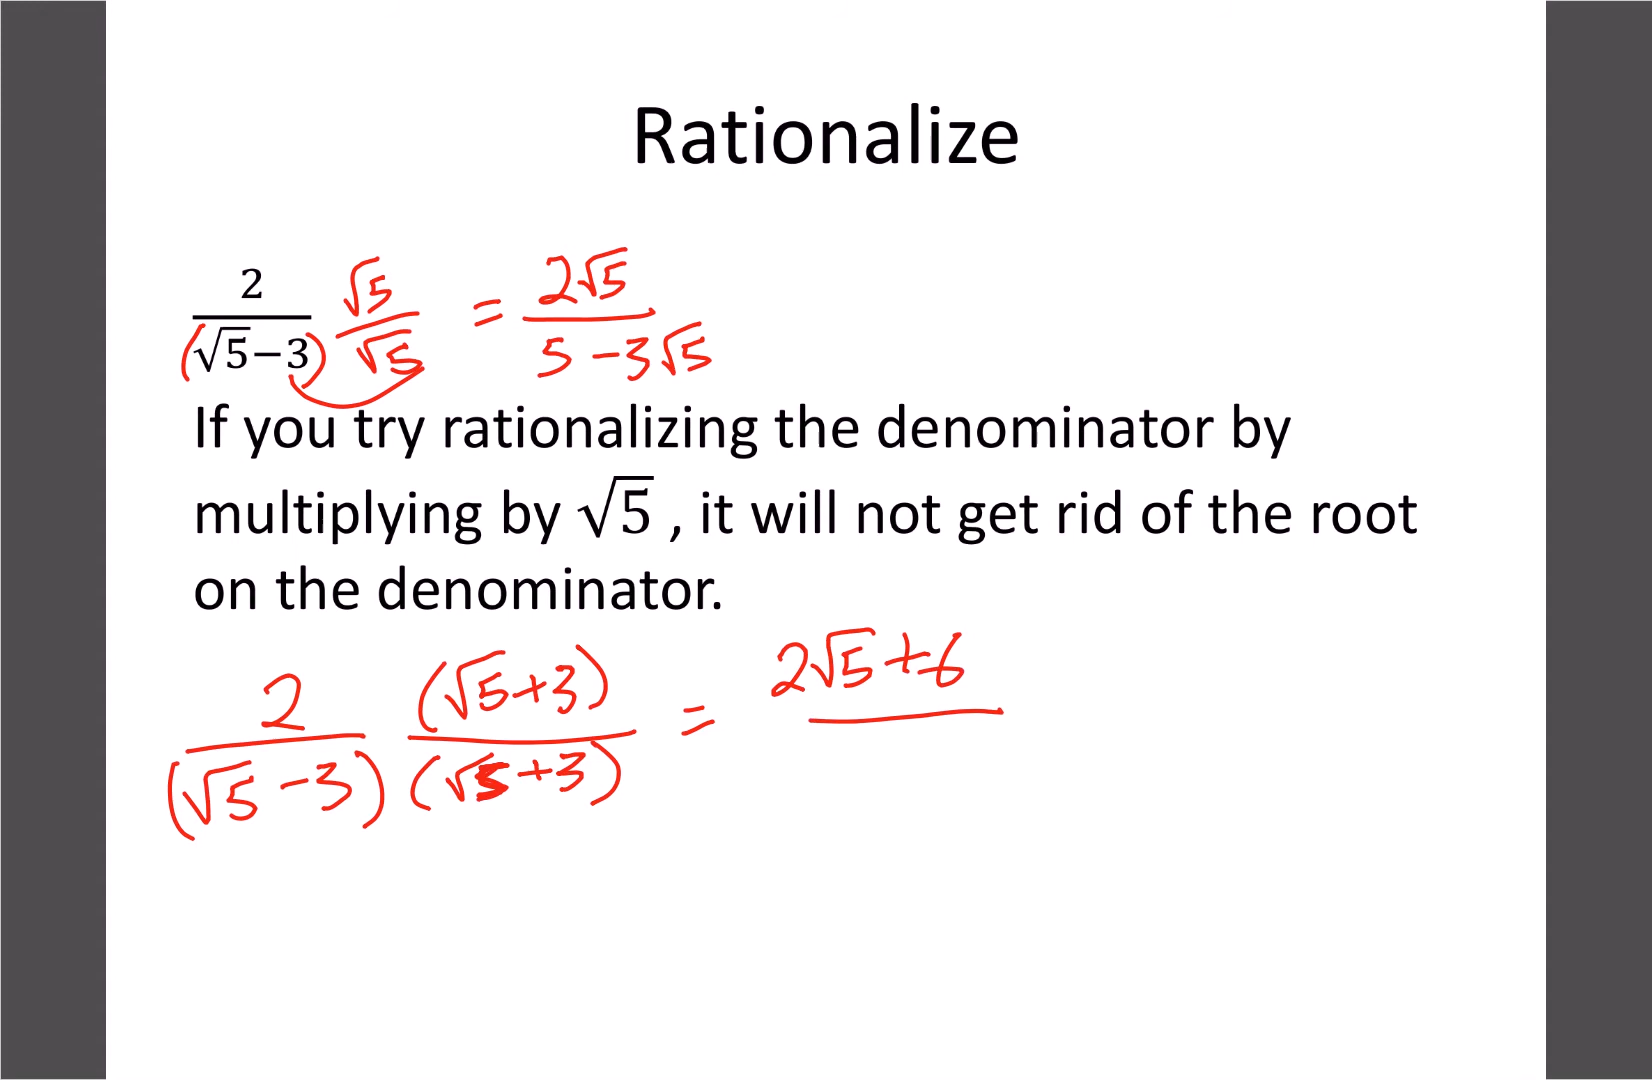 Rationalize
2/(√5−3) √5/√5 = 2√5/(5−3√5)
If you try rationalizing the denominator by
multiplying by √5 , it will not get rid of the root
on the denominator.
2/(√5−3) (√5+3)/(√5+3) = 2√5+6/